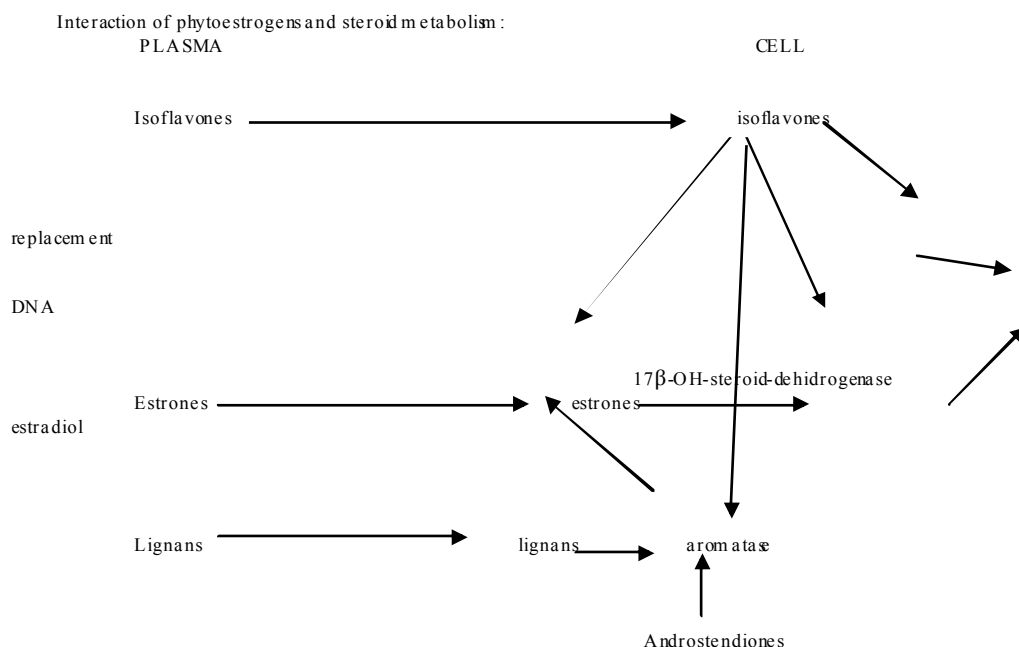 Interaction of phytoestrogens and steroid metabolism:
PLASMA CELL
Isoflavones isoflavones
replacement
DNA
17β-OH-steroid-dehidrogenase
Estrones estrones
estradiol
Lignans lignans aromatase
Androstendiones